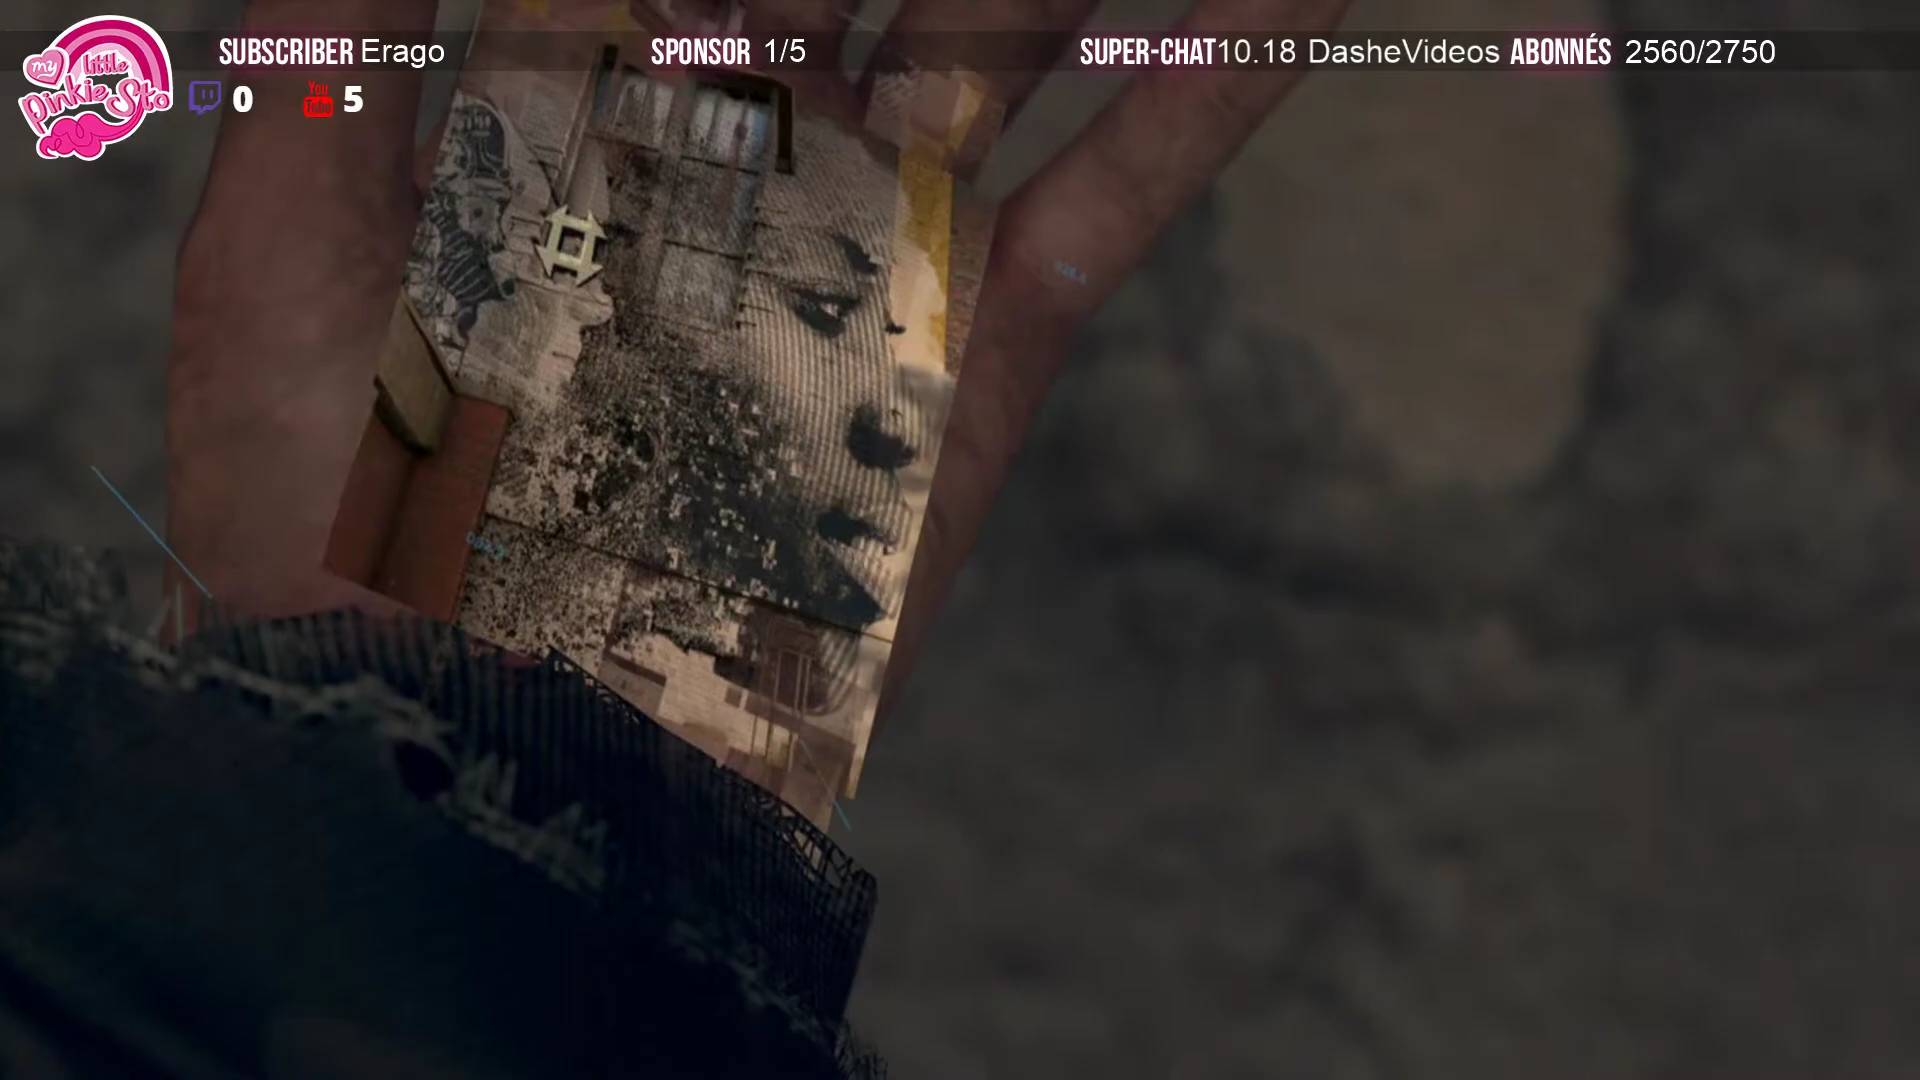 SUBSCRIBER Erago SPONSOR 1/5 SUPER-CHAT10.18 DasheVideos ABONNÉS 2560/2750
my
little
pinkie Sto
0 You
Tube 5